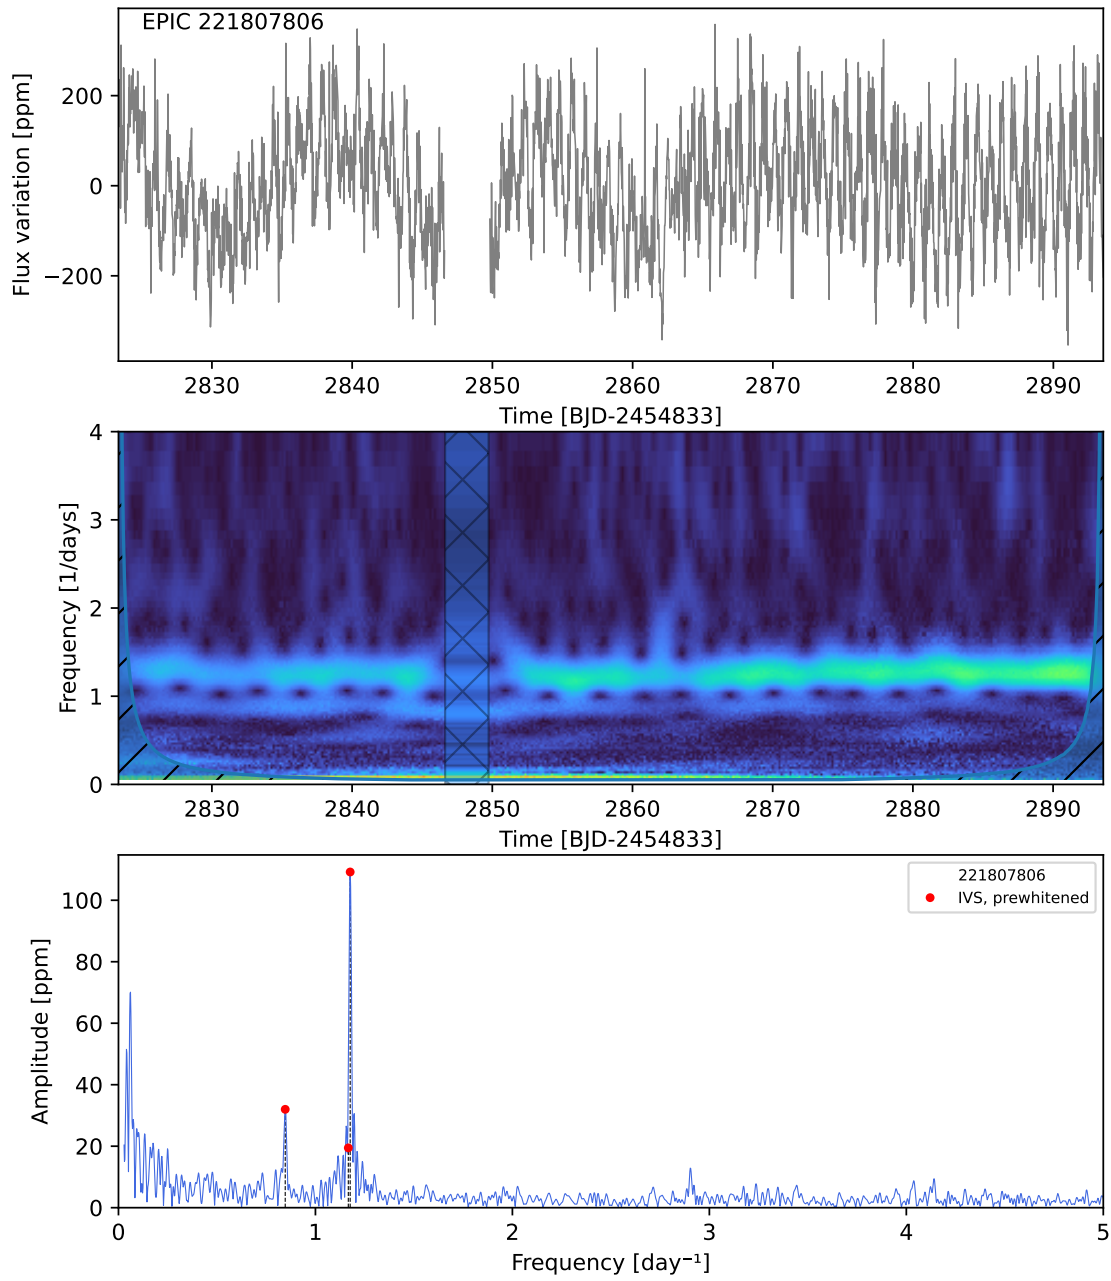 EPIC 221807806
Flux variation [ppm]
200
0
−200
2830 2840 2850 2860 2870 2880 2890
Time [BJD-2454833]
Frequency [1/days]
4
3
2
1
0
2830 2840 2850 2860 2870 2880 2890
Time [BJD-2454833]
Amplitude [ppm]
100
80
60
40
20
0
221807806
IVS, prewhitened
0 1 2 3 4 5
Frequency [day⁻¹]